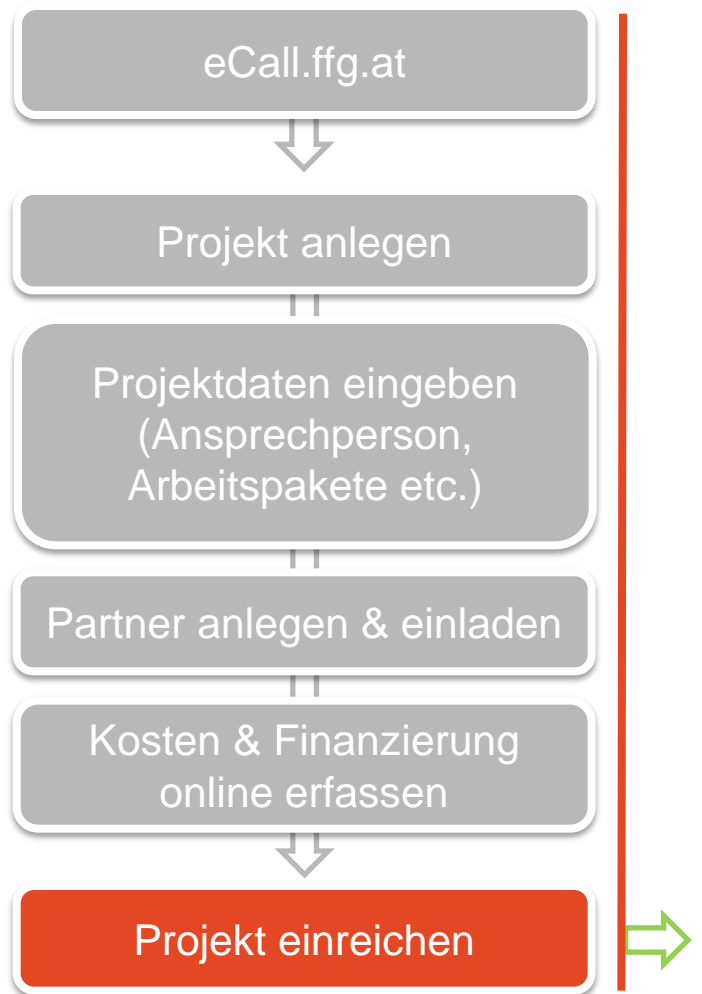 eCall.ffg.at
Projekt anlegen
Projektdaten eingeben
(Ansprechperson,
Arbeitspakete etc.)
Partner anlegen & einladen
Kosten & Finanzierung
online erfassen
Projekt einreichen